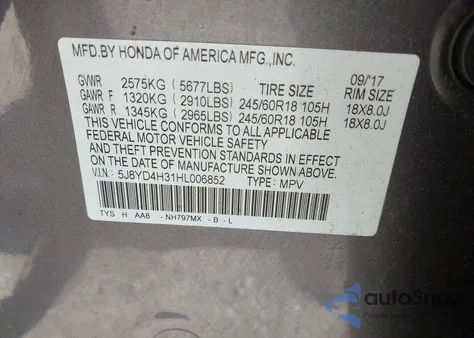 MFD.BY HONDA OF AMERICA MFG.,INC.
GVWR 2575KG ( 5677LBS) TIRE SIZE 09/'17 RIM SIZE
GAWR F 1320KG ( 2910LBS) 245/60R18 105H 18X8.0J
GAWR R 1345KG ( 2965LBS) 245/60R18 105H 18X8.0J
THIS VEHICLE CONFORMS TO ALL APPLICABLE
FEDERAL MOTOR VEHICLE SAFETY, BUMPER,
AND THEFT PREVENTION STANDARDS IN EFFECT
ON THE DATE OF MANUFACTURE SHOWN ABOVE.
V.I.N.: 5J8YD4H31HL006852 TYPE: MPV
TYS H AA8 - NH797MX - B - L
autoSnap